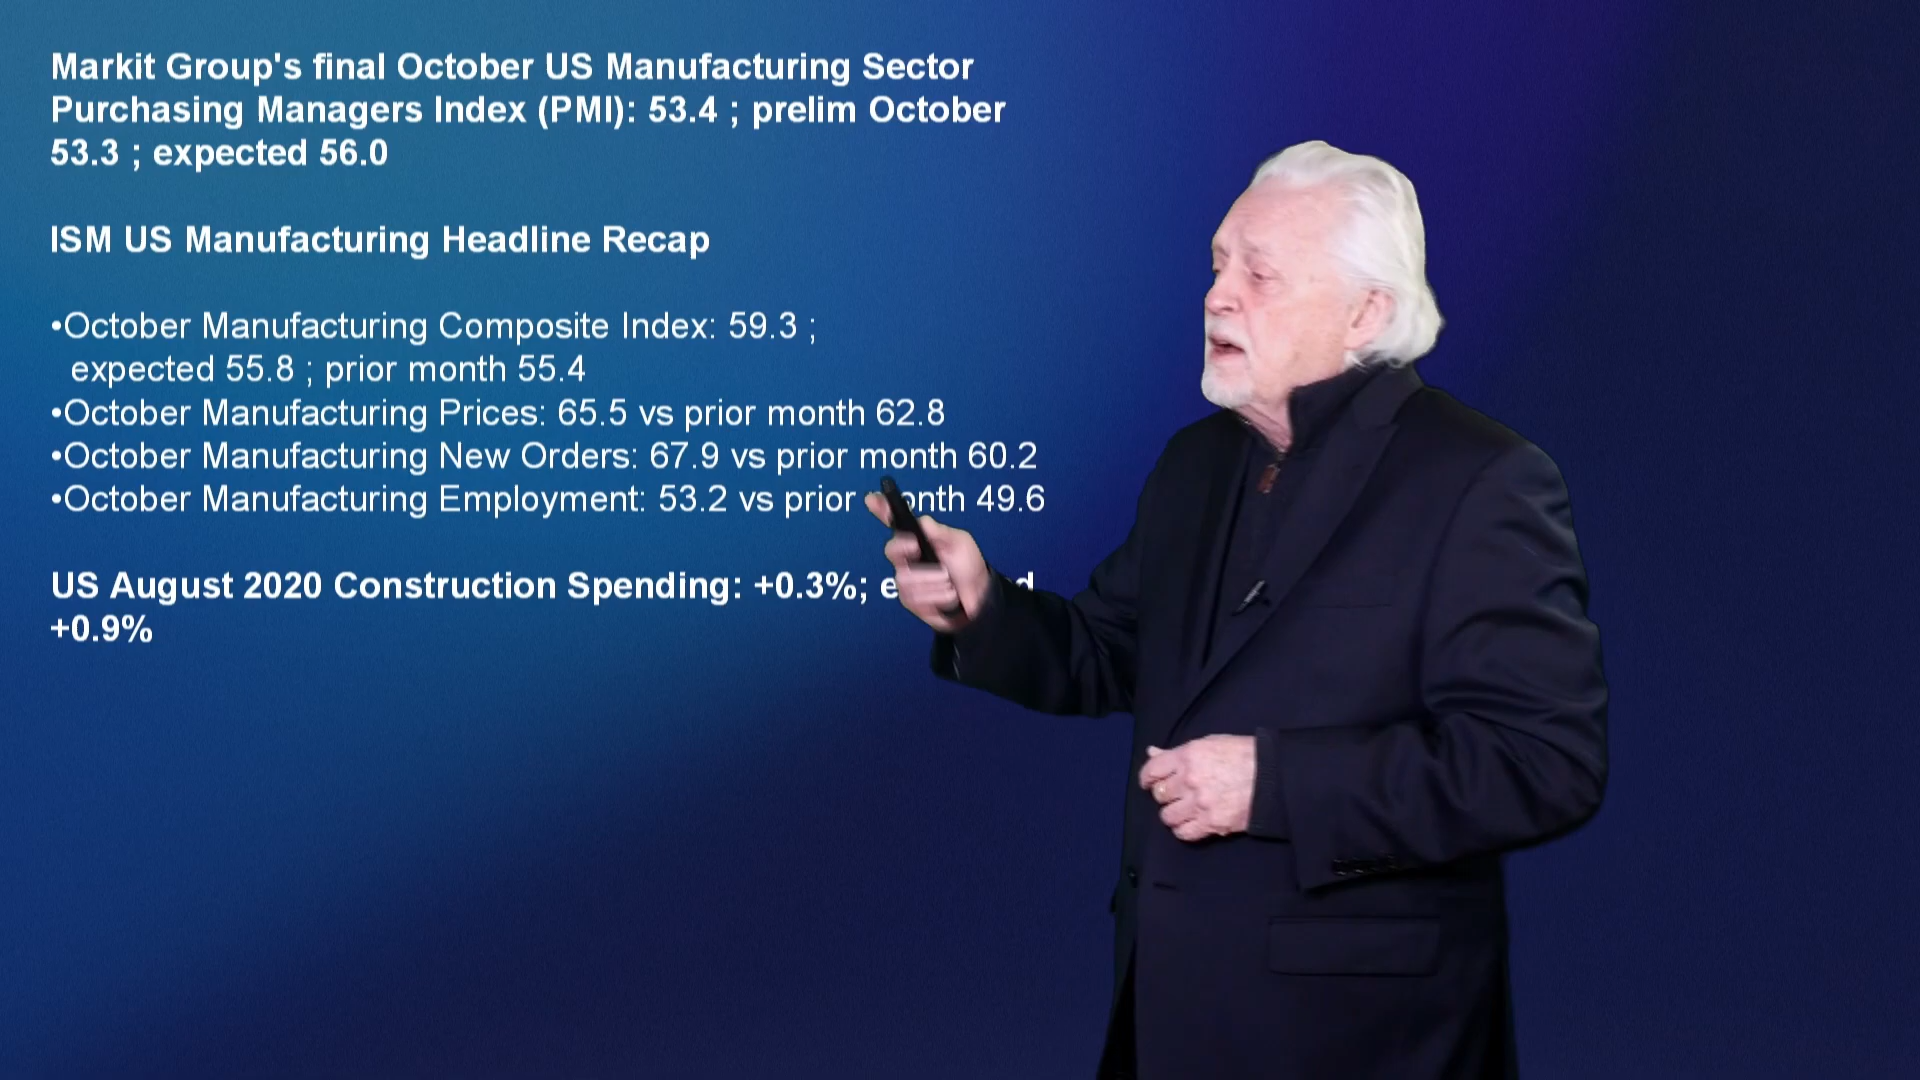 Markit Group's final October US Manufacturing Sector
Purchasing Managers Index (PMI): 53.4 ; prelim October
53.3 ; expected 56.0
ISM US Manufacturing Headline Recap
•October Manufacturing Composite Index: 59.3 ;
expected 55.8 ; prior month 55.4
•October Manufacturing Prices: 65.5 vs prior month 62.8
•October Manufacturing New Orders: 67.9 vs prior month 60.2
•October Manufacturing Employment: 53.2 vs prior 49.6
US August 2020 Construction Spending: +0.3%;
+0.9%